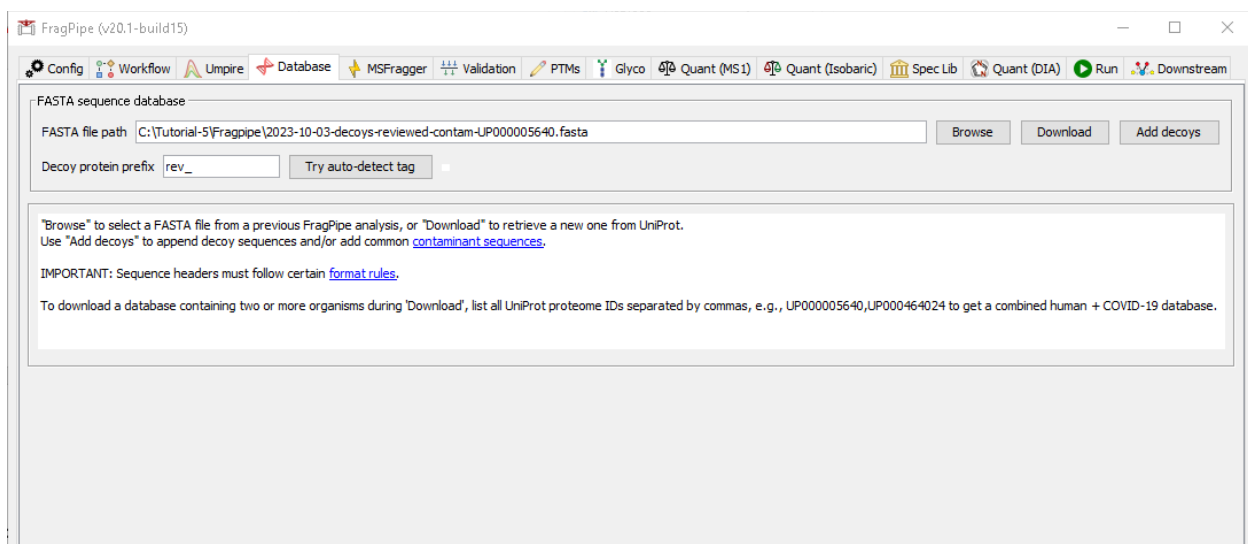 FragPipe (v20.1-build15)
Config Workflow Umpire Database MSFragger Validation PTMs Glyco Quant (MS1) Quant (Isobaric) Spec Lib Quant (DIA) Run Downstream
FASTA sequence database
FASTA file path C:\Tutorial-5\Fragpipe\2023-10-03-decoys-reviewed-contam-UP000005640.fasta Browse Download Add decoys
Decoy protein prefix rev_ Try auto-detect tag
"Browse" to select a FASTA file from a previous FragPipe analysis, or "Download" to retrieve a new one from UniProt.
Use "Add decoys" to append decoy sequences and/or add common contaminant sequences.
IMPORTANT: Sequence headers must follow certain format rules.
To download a database containing two or more organisms during 'Download', list all UniProt proteome IDs separated by commas, e.g., UP000005640,UP000464024 to get a combined human + COVID-19 database.